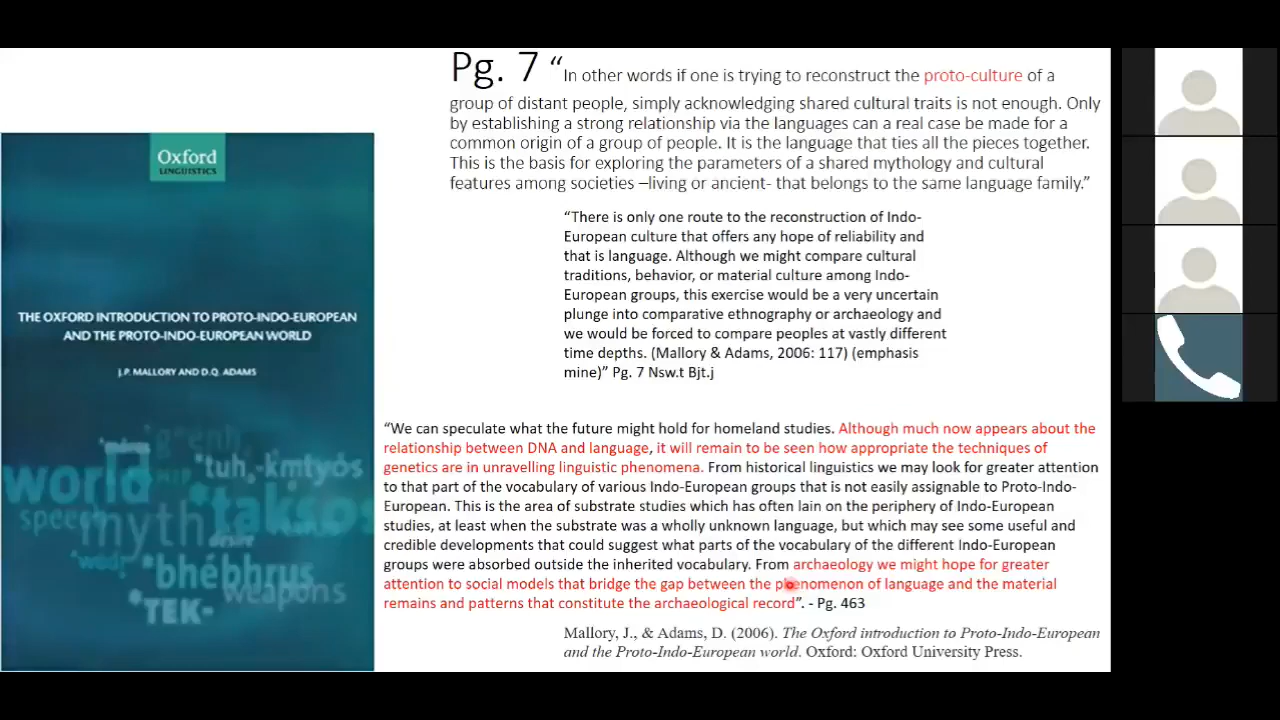 Pg. 7 “In other words if one is trying to reconstruct the proto-culture of a
group of distant people, simply acknowledging shared cultural traits is not enough. Only
by establishing a strong relationship via the languages can a real case be made for a
common origin of a group of people. It is the language that ties all the pieces together.
This is the basis for exploring the parameters of a shared mythology and cultural
features among societies –living or ancient- that belongs to the same language family.”
“There is only one route to the reconstruction of Indo-
European culture that offers any hope of reliability and
that is language. Although we might compare cultural
traditions, behavior, or material culture among Indo-
European groups, this exercise would be a very uncertain
plunge into comparative ethnography or archaeology and
we would be forced to compare peoples at vastly different
time depths. (Mallory & Adams, 2006: 117) (emphasis
mine)” Pg. 7 Nsw.t Bjt.j
“We can speculate what the future might hold for homeland studies. Although much now appears about the
relationship between DNA and language, it will remain to be seen how appropriate the techniques of
genetics are in unravelling linguistic phenomena. From historical linguistics we may look for greater attention
to that part of the vocabulary of various Indo-European groups that is not easily assignable to Proto-Indo-
European. This is the area of substrate studies which has often lain on the periphery of Indo-European
studies, at least when the substrate was a wholly unknown language, but which may see some useful and
credible developments that could suggest what parts of the vocabulary of the different Indo-European
groups were absorbed outside the inherited vocabulary. From archaeology we might hope for greater
attention to social models that bridge the gap between the phenomenon of language and the material
remains and patterns that constitute the archaeological record”. - Pg. 463
Mallory, J., & Adams, D. (2006). The Oxford introduction to Proto-Indo-European
and the Proto-Indo-European world. Oxford: Oxford University Press.
Oxford
LINGUISTICS
THE OXFORD INTRODUCTION TO PROTO-INDO-EUROPEAN
AND THE PROTO-INDO-EUROPEAN WORLD
J.P. MALLORY AND D.Q. ADAMS
world
speech
myth
desire
*bhébhrus
weapons
*TEK-